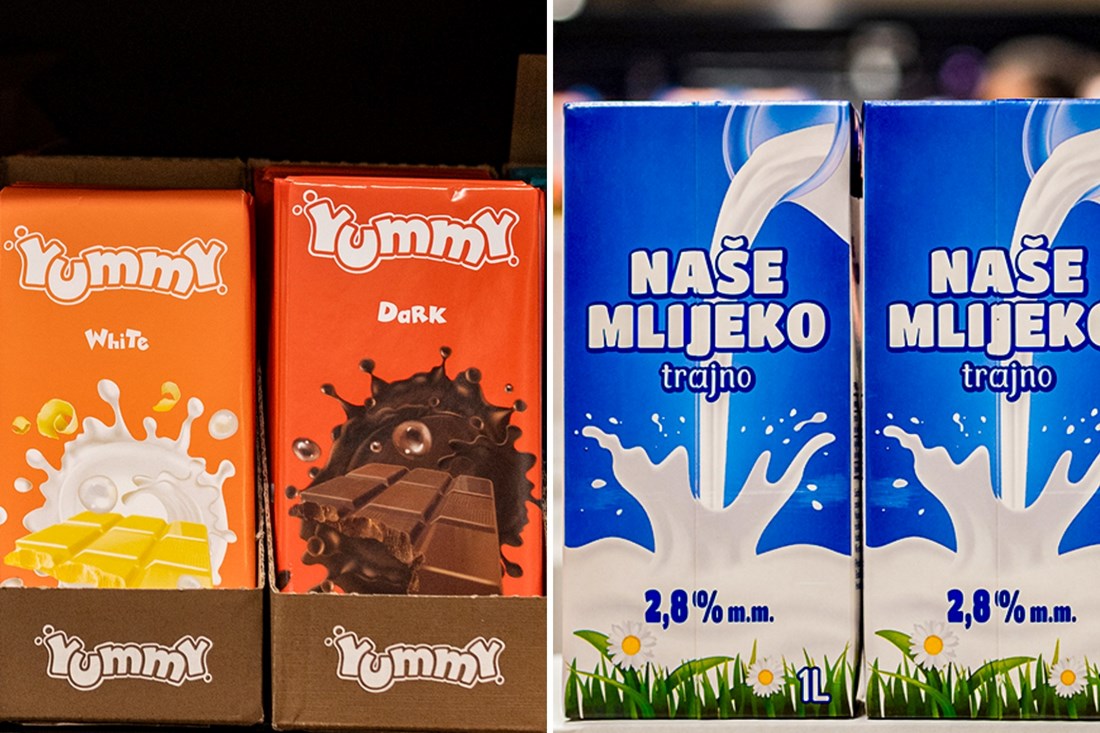 Yummy
White
Yummy
Yummy
Dark
Yummy
NAŠE
MLIJEKO
trajno
2,8 % m.m.
1L
NAŠE
MLIJEKO
trajno
2,8 % m.m.